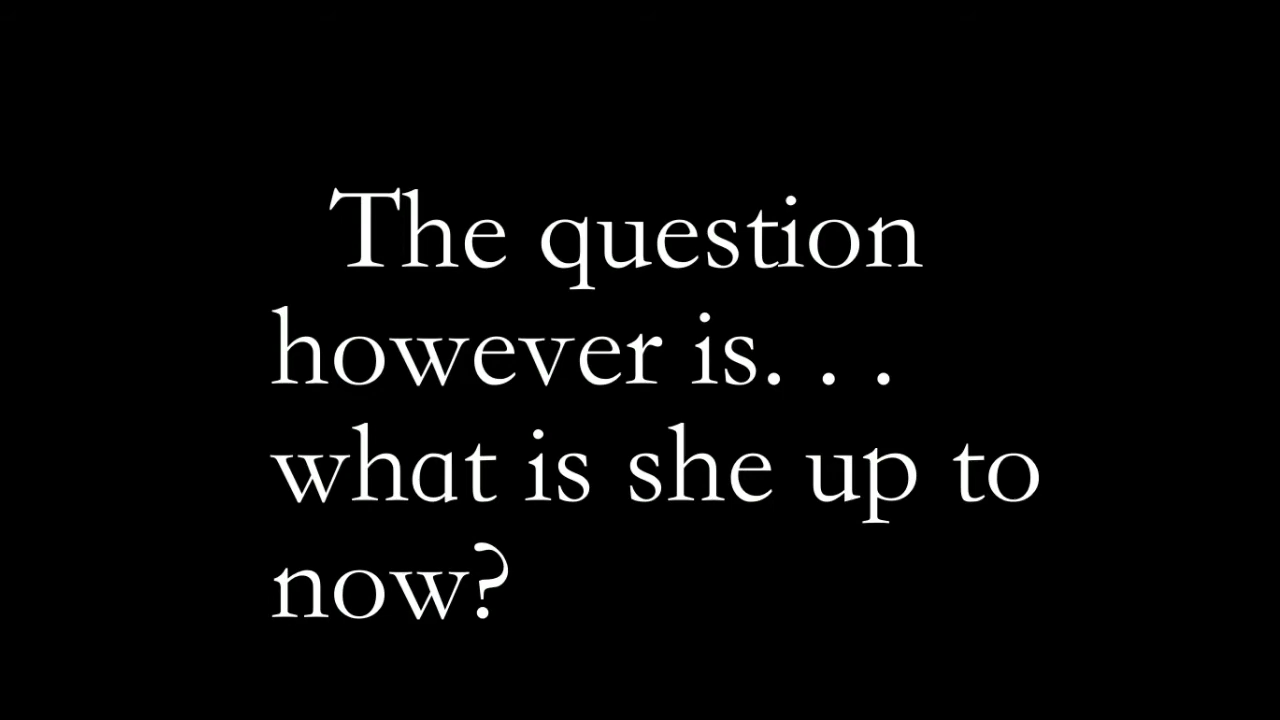 The question
however is. . .
what is she up to
now?